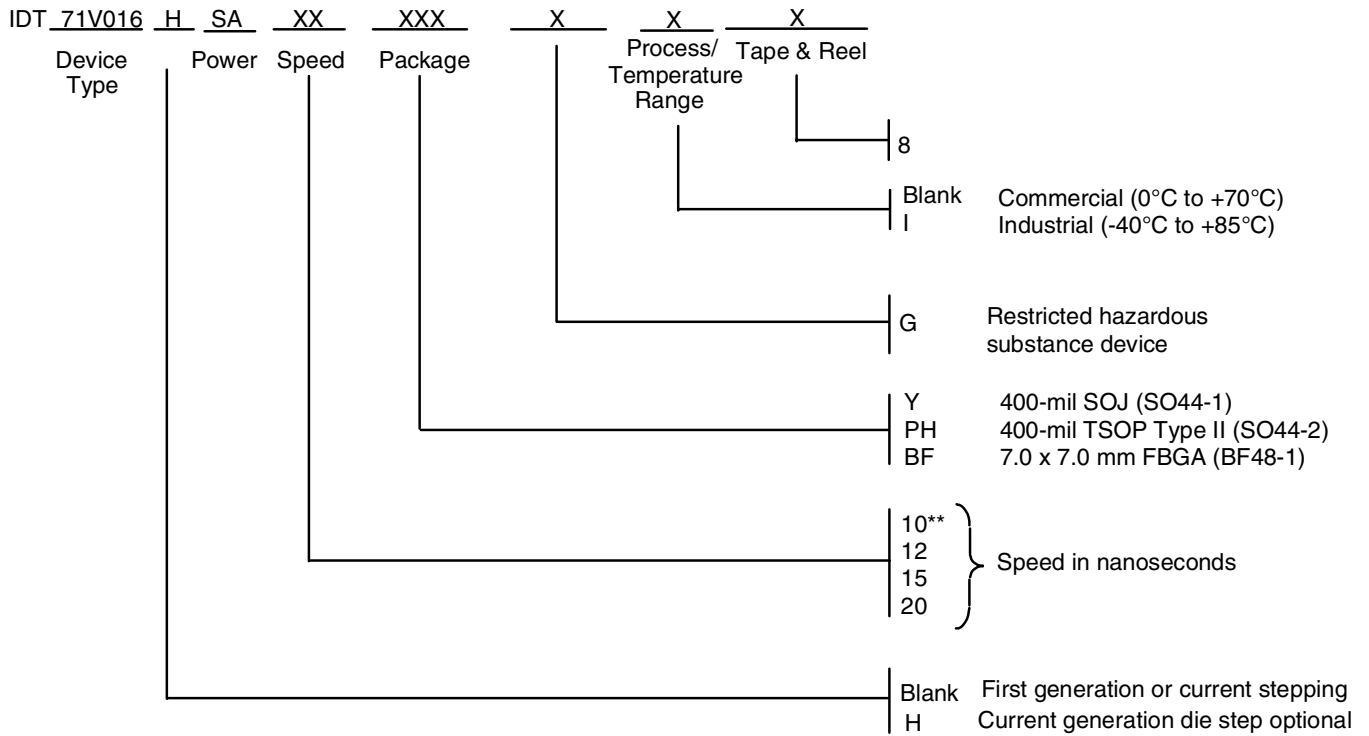 IDT 71V016 H SA XX XXX X X X
Device Type
Power
Speed
Package
Process/
Temperature
Range
Tape & Reel
8
Blank Commercial (0°C to +70°C)
I Industrial (-40°C to +85°C)
G Restricted hazardous
substance device
Y 400-mil SOJ (SO44-1)
PH 400-mil TSOP Type II (SO44-2)
BF 7.0 x 7.0 mm FBGA (BF48-1)
10**
12
15
20
Speed in nanoseconds
Blank First generation or current stepping
H Current generation die step optional